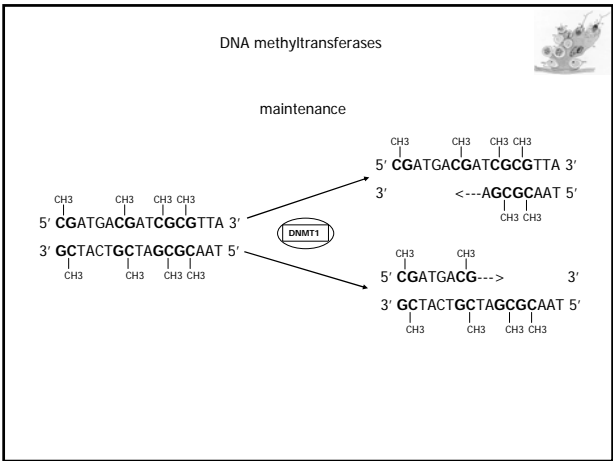 DNA methyltransferases
maintenance
CH3 CH3 CH3 CH3
5′ CGATGACGATCGCGTTA 3′
3′ GCTACTGCTAGCGCAAT 5′
CH3 CH3 CH3 CH3
DNMT1
CH3 CH3 CH3 CH3
5′ CGATGACGATCGCGTTA 3′
3′ <---AGCGCAAT 5′
CH3 CH3
CH3 CH3
5′ CGATGACG---> 3′
3′ GCTACTGCTAGCGCAAT 5′
CH3 CH3 CH3 CH3